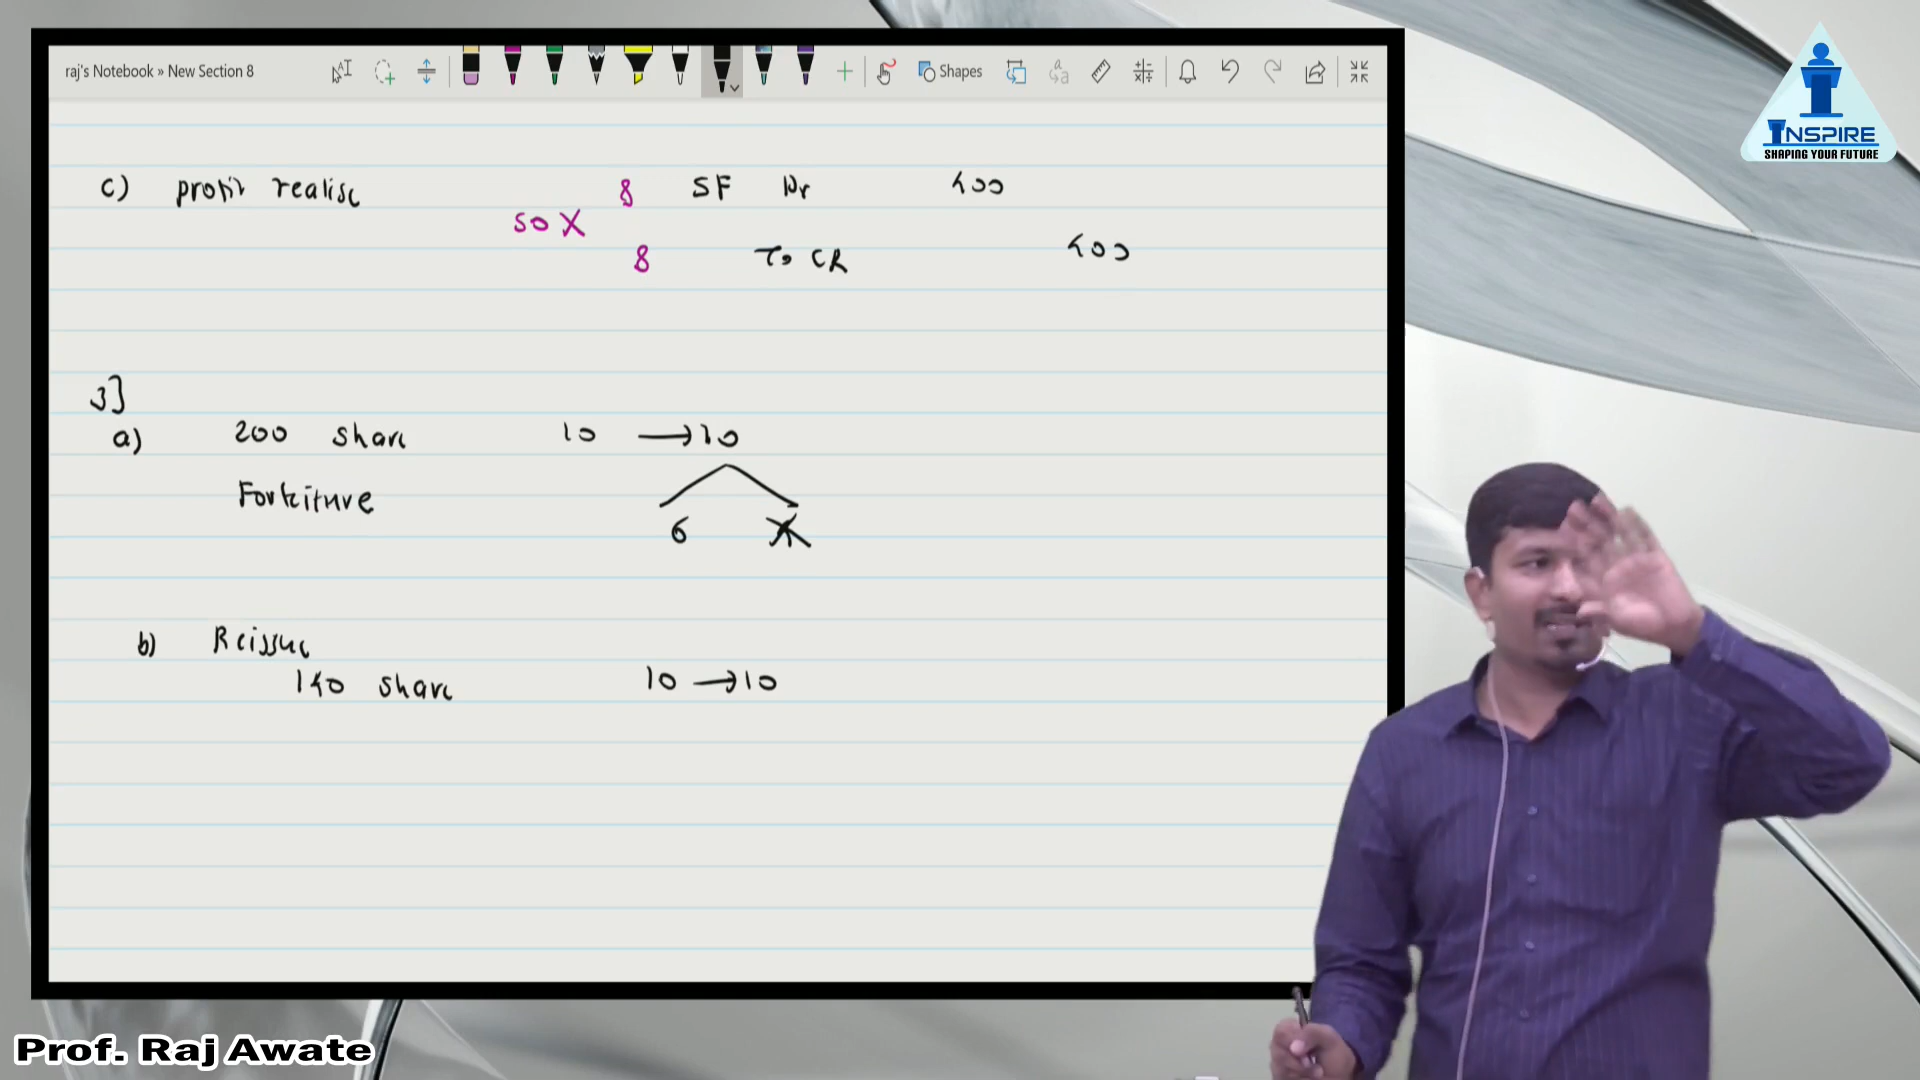 raj's Notebook » New Section 8
Shapes
INSPIRE
SHAPING YOUR FUTURE
c) profit realise 8 SF Dr 400
50 X
8 To CR 400
3]
a) 200 share 10 → 10
Forfeiture 6 4
b) Reissue
140 share 10 → 10
Prof. Raj Awate